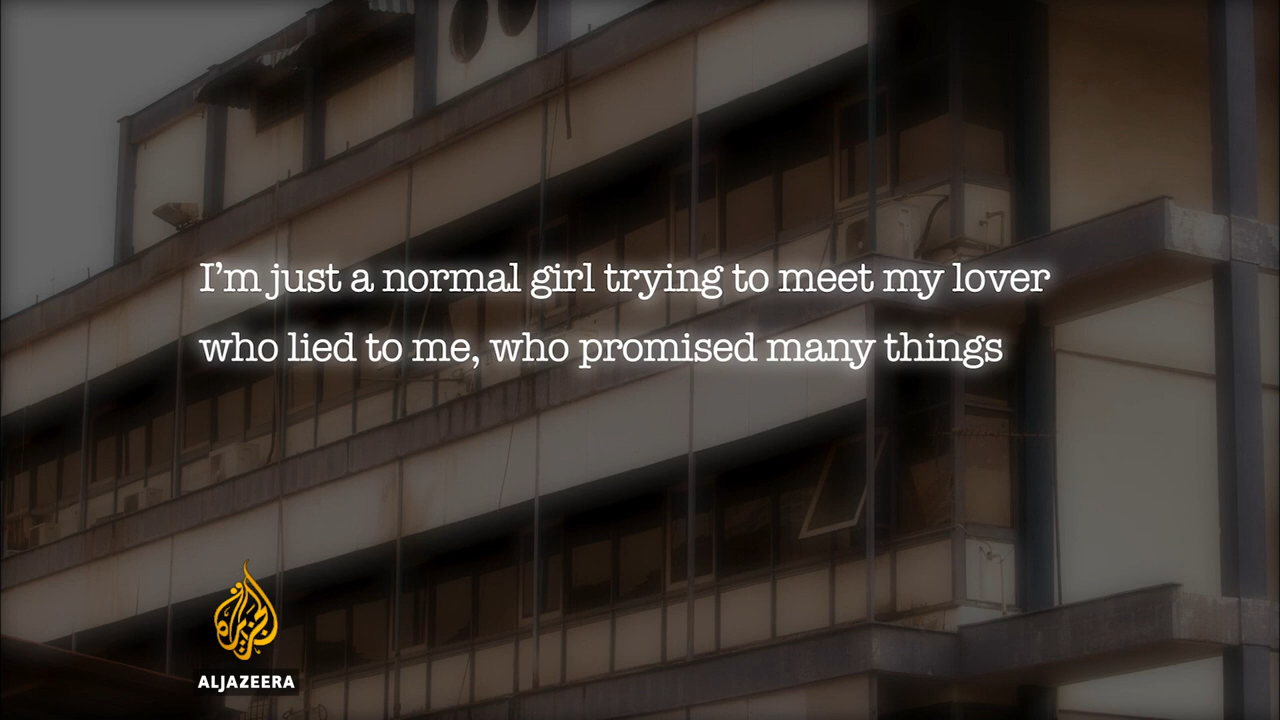 I’m just a normal girl trying to meet my lover
who lied to me, who promised many things
الجزيرة
ALJAZEERA